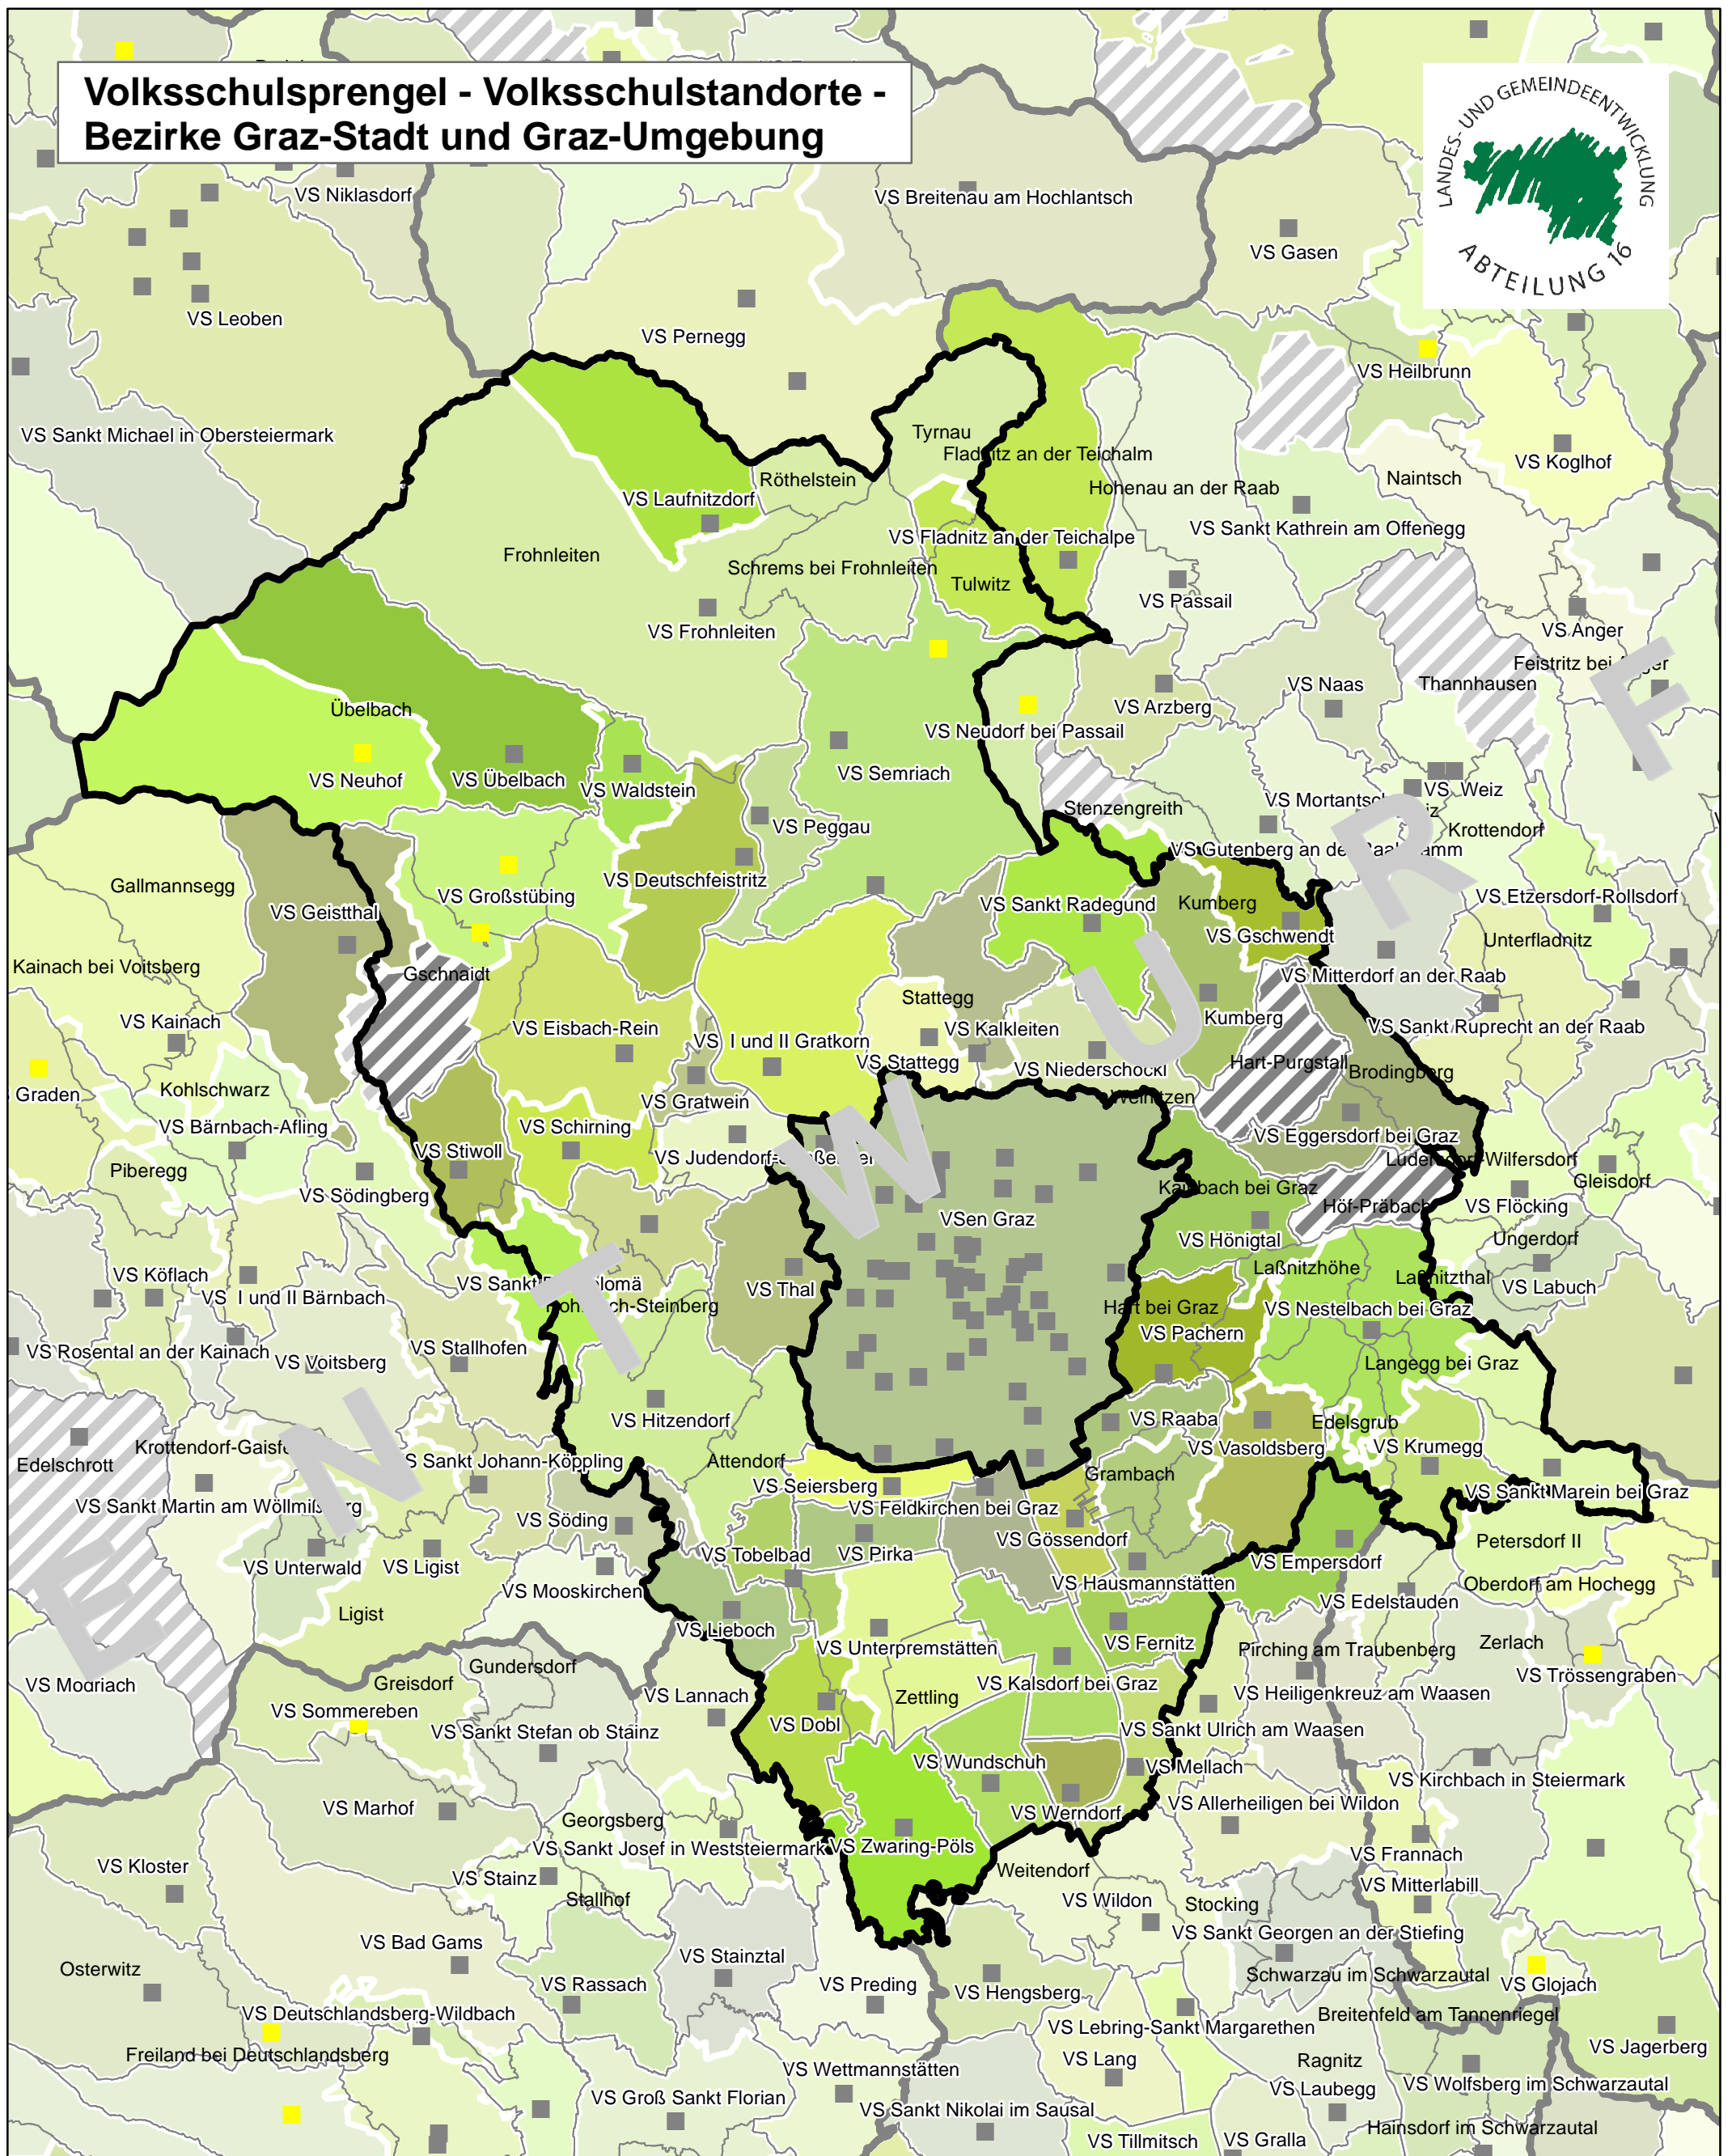 Volksschulsprengel - Volksschulstandorte -
Bezirke Graz-Stadt und Graz-Umgebung
LANDES- UND GEMEINDEENTWICKLUNG
ABTEILUNG 16
VS Niklasdorf
VS Breitenau am Hochlantsch
VS Gasen
VS Leoben
VS Pernegg
VS Heilbrunn
VS Sankt Michael in Obersteiermark
Tyrnau
Fladnitz an der Teichalm
VS Koglhof
Naintsch
Röthelstein
Hohenau an der Raab
VS Laufnitzdorf
VS Sankt Kathrein am Offenegg
VS Fladnitz an der Teichalpe
Frohnleiten
Schrems bei Frohnleiten
Tulwitz
VS Passail
VS Frohnleiten
VS Anger
Feistritz bei
Thannhausen
VS Naas
Übelbach
VS Arzberg
VS Neudorf bei Passail
VS Neuhof
VS Übelbach
VS Semriach
VS Waldstein
VS Weiz
VS
Stenzengreith
VS Peggau
Krottendorf
VS Gutenberg an der
VS Deutschfeistritz
Gallmannsegg
VS Großstübing
VS Etzersdorf-Rollsdorf
VS Geistthal
VS Sankt Radegund
Kumberg
VS Gschwendt
Unterfladnitz
Kainach bei Voitsberg
Gschnaidt
VS Mitterdorf an der Raab
Stattegg
VS Kainach
VS Eisbach-Rein
VS I und II Gratkorn
VS Kalkleiten
Kumberg
VS Sankt Ruprecht an der Raab
VS Stattegg
VS Niederschöckl
Hart-Purgstall
Brodingberg
Graden
Kohlschwarz
VS Gratwein
VS Bärnbach-Afling
VS Schirning
VS Eggersdorf bei Graz
VS Stiwoll
Piberegg
VS Södingberg
Kainbach bei Graz
Gleisdorf
Höf-Präbach
VS Flöcking
VSen Graz
VS Hönigtal
Ungerdorf
VS Köflach
VS I und II Bärnbach
VS Thal
Laßnitzhöhe
Laßnitzthal
VS Labuch
Hart bei Graz
VS Nestelbach bei Graz
VS Pachern
VS Rosental an der Kainach
VS Voitsberg
VS Stallhofen
Langegg bei Graz
VS Hitzendorf
VS Raaba
Edelsgrub
Krottendorf-
Edelschrott
VS Vasoldsberg
VS Krumegg
Attendorf
Grambach
VS Seiersberg
VS Sankt Marein bei Graz
VS Feldkirchen bei Graz
VS Söding
VS Gössendorf
Petersdorf II
VS Tobelbad
VS Pirka
VS Unterwald
VS Ligist
VS Empersdorf
VS Mooskirchen
VS Hausmannstätten
Oberdorf am Hochegg
VS Edelstauden
Ligist
VS Lieboch
VS Fernitz
VS Unterpremstätten
Pirching am Traubenberg
Zerlach
Gundersdorf
VS Trössengraben
VS Modriach
Greisdorf
VS Kalsdorf bei Graz
Zettling
VS Heiligenkreuz am Waasen
VS Lannach
VS Sommereben
VS Dobl
VS Sankt Stefan ob Stainz
VS Sankt Ulrich am Waasen
VS Wundschuh
VS Mellach
VS Kirchbach in Steiermark
VS Marhof
VS Werndorf
VS Allerheiligen bei Wildon
Georgsberg
VS Sankt Josef in Weststeiermark
VS Zwaring-Pöls
VS Frannach
VS Kloster
VS Stainz
Weitendorf
VS Mitterlabill
Stallhof
VS Wildon
Stocking
VS Sankt Georgen an der Stiefing
VS Bad Gams
VS Stainztal
Osterwitz
VS Rassach
VS Preding
VS Hengsberg
Schwarzau im Schwarzautal
VS Glojach
VS Deutschlandsberg-Wildbach
Breitenfeld am Tannenriegel
VS Lebring-Sankt Margarethen
VS Jagerberg
Freiland bei Deutschlandsberg
VS Lang
Ragnitz
VS Wettmannstätten
VS Laubegg
VS Wolfsberg im Schwarzautal
VS Groß Sankt Florian
VS Sankt Nikolai im Sausal
Hainsdorf im Schwarzautal
VS Tillmitsch
VS Gralla
ENTWURF